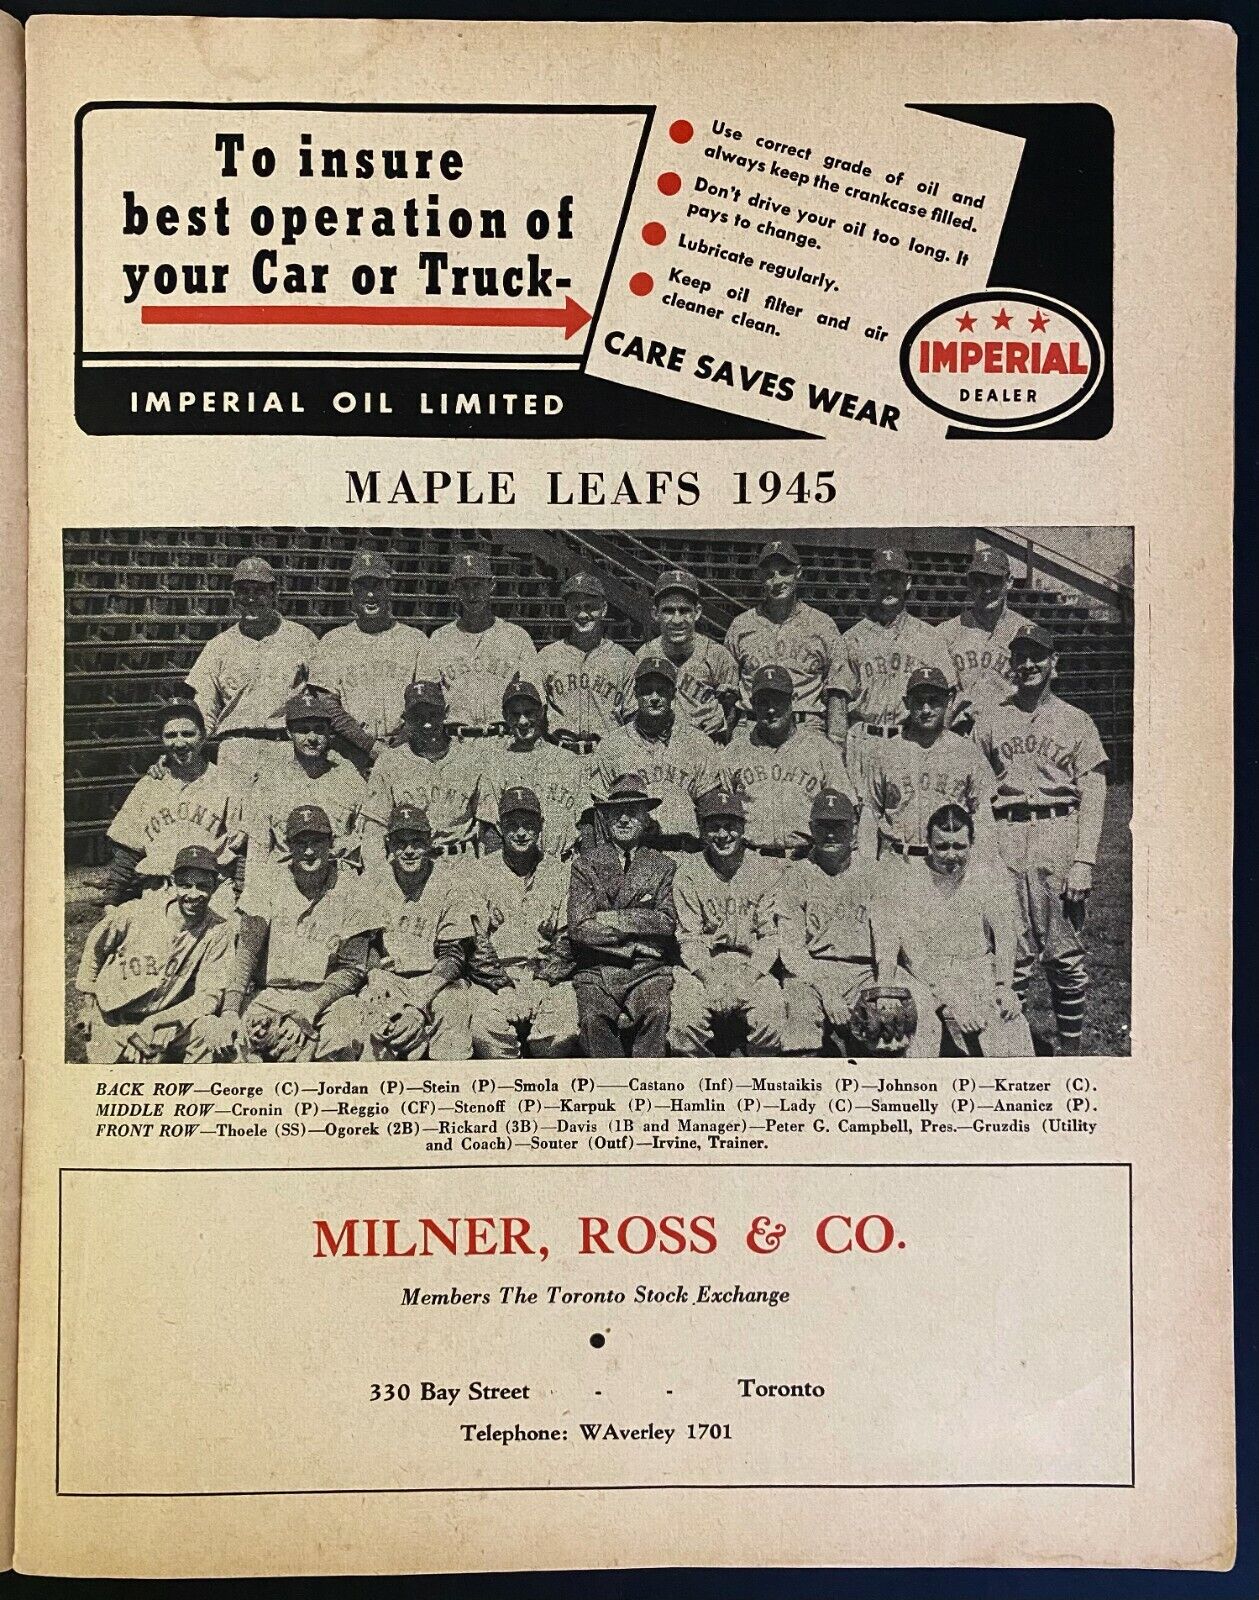 To insure
best operation of
your Car or Truck-
IMPERIAL OIL LIMITED
Use correct grade of oil and
always keep the crankcase filled.
Don't drive your oil too long. It
pays to change.
Lubricate regularly.
Keep oil filter and air
cleaner clean.
CARE SAVES WEAR
IMPERIAL
DEALER
MAPLE LEAFS 1945
BACK ROW—George (C)—Jordan (P)—Stein (P)—Smola (P)——Castano (Inf)—Mustaikis (P)—Johnson (P)—Kratzer (C).
MIDDLE ROW—Cronin (P)—Reggio (CF)—Stenoff (P)—Karpuk (P)—Hamlin (P)—Lady (C)—Samuelly (P)—Ananicz (P).
FRONT ROW—Thoele (SS)—Ogorek (2B)—Rickard (3B)—Davis (1B and Manager)—Peter G. Campbell, Pres.—Gruzdis (Utility
and Coach)—Souter (Outf)—Irvine, Trainer.
MILNER, ROSS & CO.
Members The Toronto Stock Exchange
330 Bay Street - - Toronto
Telephone: WAverley 1701